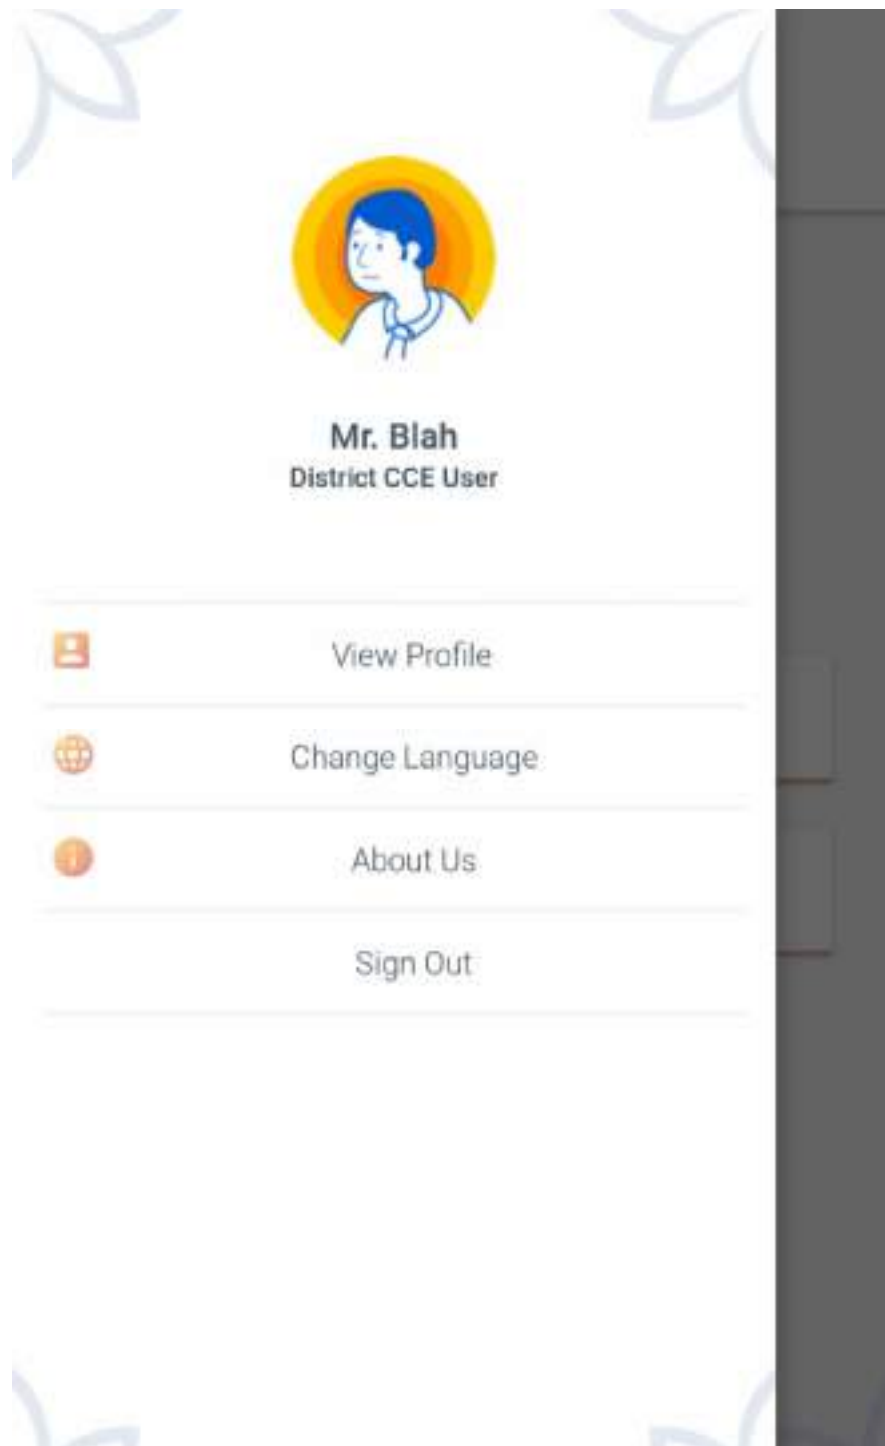 Mr. Blah
District CCE User
View Profile
Change Language
About Us
Sign Out